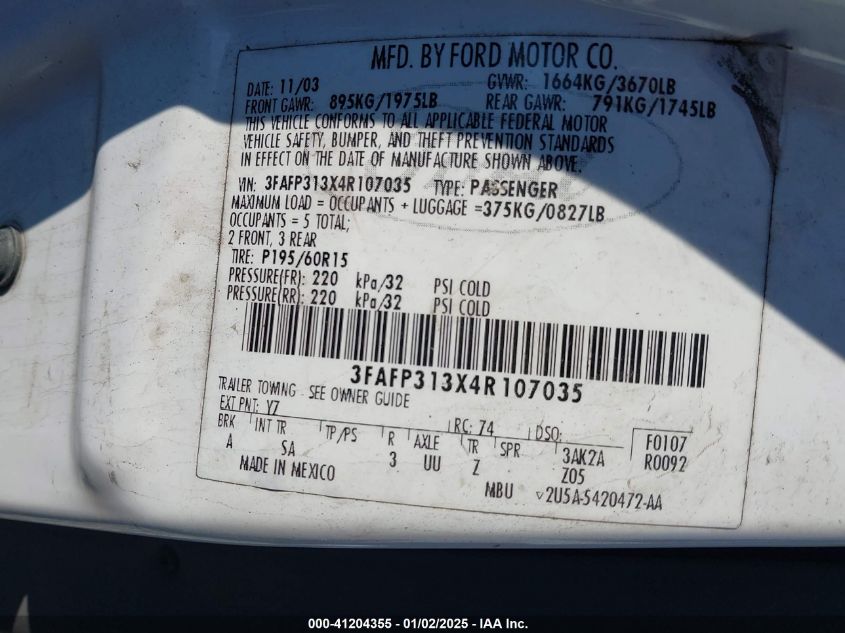 MFD. BY FORD MOTOR CO.
DATE: 11/03 GVWR: 1664KG/3670LB
FRONT GAWR: 895KG/1975LB REAR GAWR: 791KG/1745LB
THIS VEHICLE CONFORMS TO ALL APPLICABLE FEDERAL MOTOR
VEHICLE SAFETY, BUMPER, AND THEFT PREVENTION STANDARDS
IN EFFECT ON THE DATE OF MANUFACTURE SHOWN ABOVE.
VIN: 3FAFP313X4R107035 TYPE: PASSENGER
MAXIMUM LOAD = OCCUPANTS + LUGGAGE =375KG/0827LB
OCCUPANTS = 5 TOTAL;
2 FRONT, 3 REAR
TIRE: P195/60R15
PRESSURE(FR): 220 kPa/32 PSI COLD
PRESSURE(RR): 220 kPa/32 PSI COLD
3FAFP313X4R107035
TRAILER TOWING - SEE OWNER GUIDE
EXT PNT: Y7 RC: 74 DSO: F0107
BRK INT TR TP/PS R AXLE TR SPR 3AK2A R0092
A SA 3 UU Z Z05
MADE IN MEXICO MBU ▽2U5A-5420472-AA
000-41204355 - 01/02/2025 - IAA Inc.